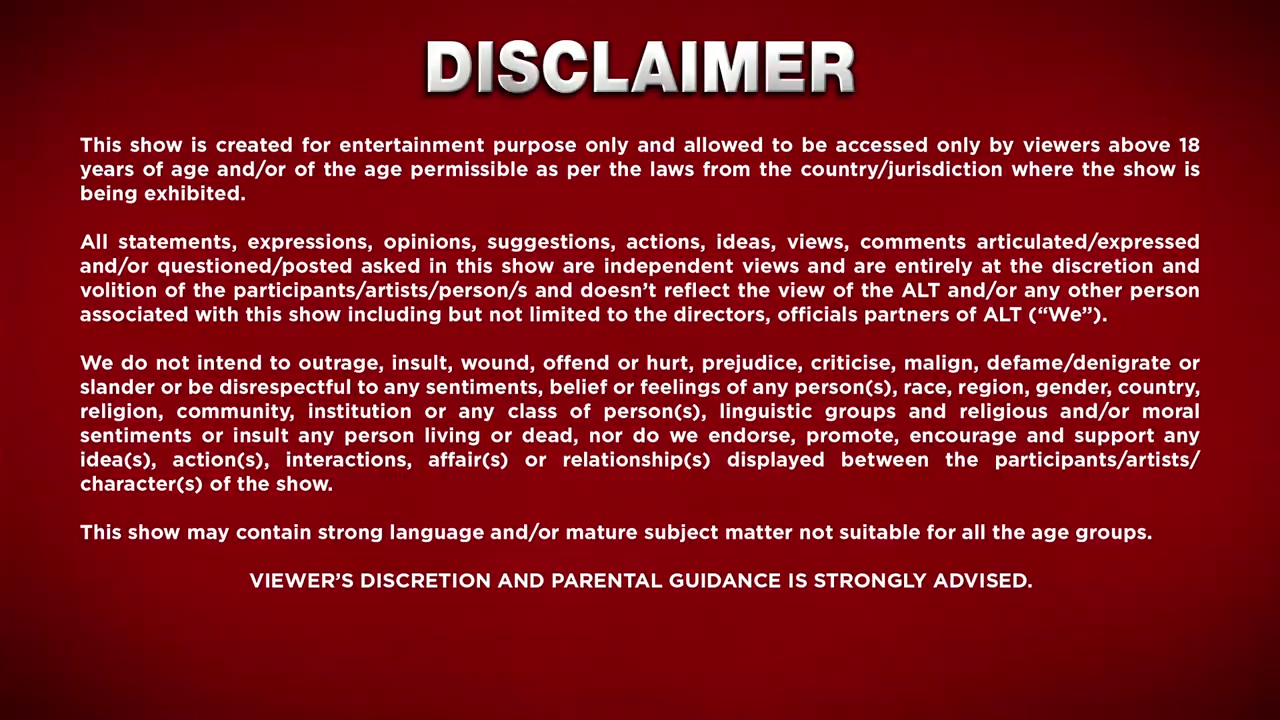 DISCLAIMER
This show is created for entertainment purpose only and allowed to be accessed only by viewers above 18
years of age and/or of the age permissible as per the laws from the country/jurisdiction where the show is
being exhibited.
All statements, expressions, opinions, suggestions, actions, ideas, views, comments articulated/expressed
and/or questioned/posted asked in this show are independent views and are entirely at the discretion and
volition of the participants/artists/person/s and doesn’t reflect the view of the ALT and/or any other person
associated with this show including but not limited to the directors, officials partners of ALT (“We”).
We do not intend to outrage, insult, wound, offend or hurt, prejudice, criticise, malign, defame/denigrate or
slander or be disrespectful to any sentiments, belief or feelings of any person(s), race, region, gender, country,
religion, community, institution or any class of person(s), linguistic groups and religious and/or moral
sentiments or insult any person living or dead, nor do we endorse, promote, encourage and support any
idea(s), action(s), interactions, affair(s) or relationship(s) displayed between the participants/artists/
character(s) of the show.
This show may contain strong language and/or mature subject matter not suitable for all the age groups.
VIEWER’S DISCRETION AND PARENTAL GUIDANCE IS STRONGLY ADVISED.